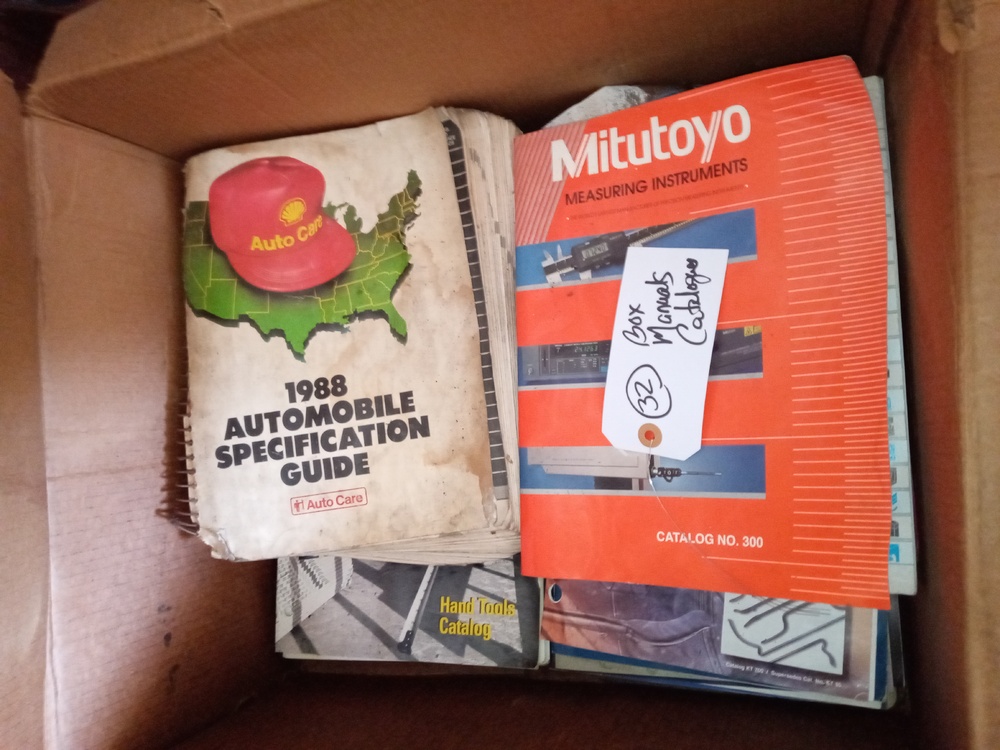 Auto Care
1988
AUTOMOBILE
SPECIFICATION
GUIDE
Auto Care
Mitutoyo
MEASURING INSTRUMENTS
Box
Manuals
Catalogues
32
CATALOG NO. 300
Hand Tools
Catalog